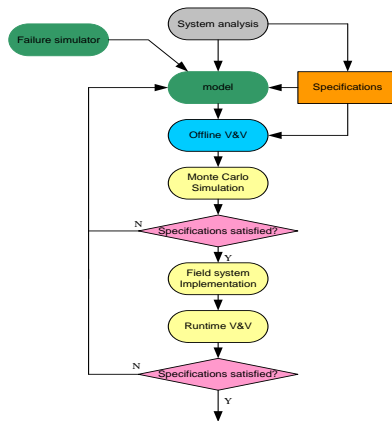 System analysis
Failure simulator
model
Specifications
Offline V&V
Monte Carlo
Simulation
N
Specifications satisfied?
Y
Field system
Implementation
Runtime V&V
N
Specifications satisfied?
Y